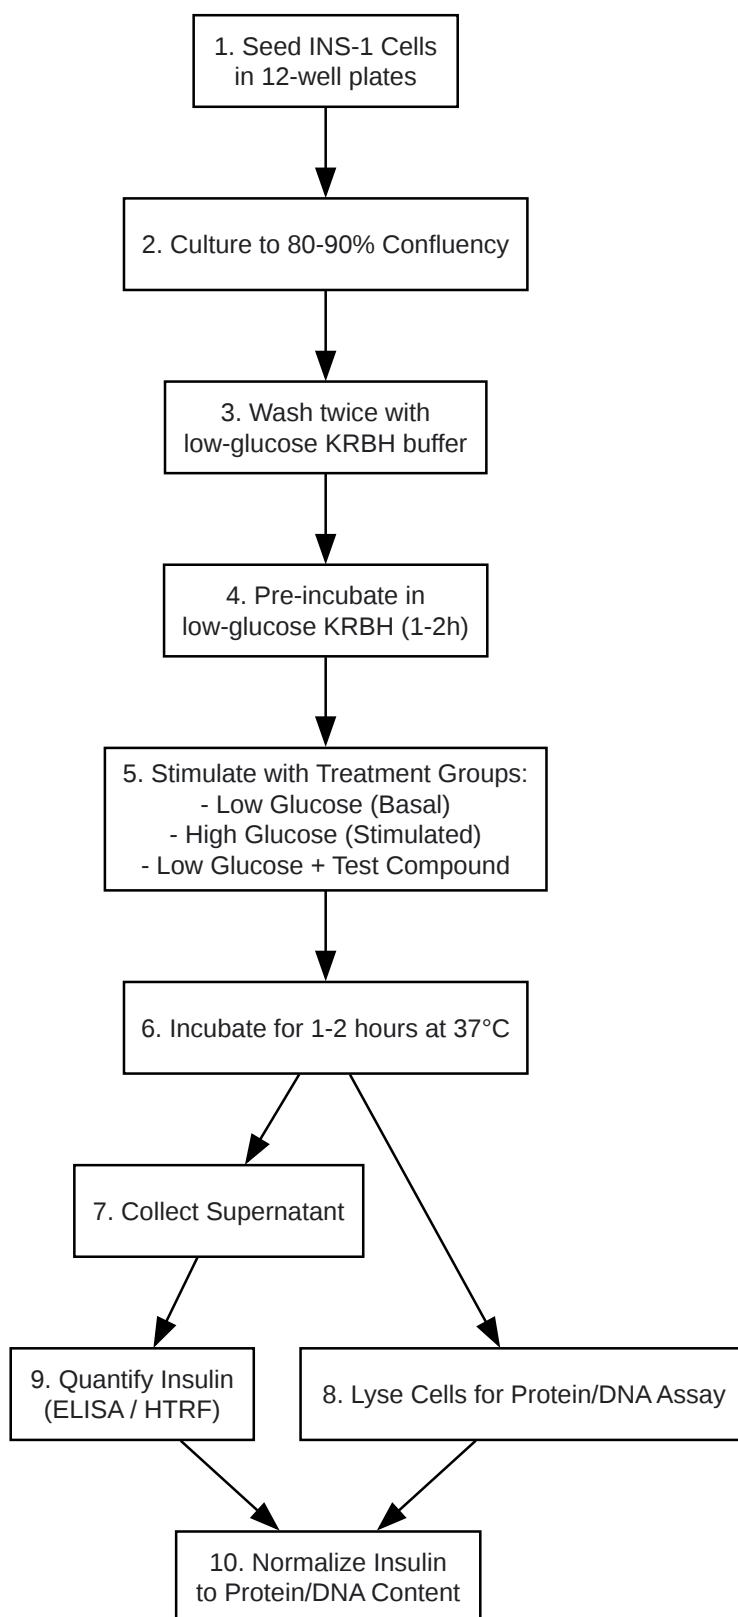 1. Seed INS-1 Cells
in 12-well plates
2. Culture to 80-90% Confluency
3. Wash twice with
low-glucose KRBH buffer
4. Pre-incubate in
low-glucose KRBH (1-2h)
5. Stimulate with Treatment Groups:
- Low Glucose (Basal)
- High Glucose (Stimulated)
- Low Glucose + Test Compound
6. Incubate for 1-2 hours at 37°C
7. Collect Supernatant
9. Quantify Insulin
(ELISA / HTRF)
8. Lyse Cells for Protein/DNA Assay
10. Normalize Insulin
to Protein/DNA Content